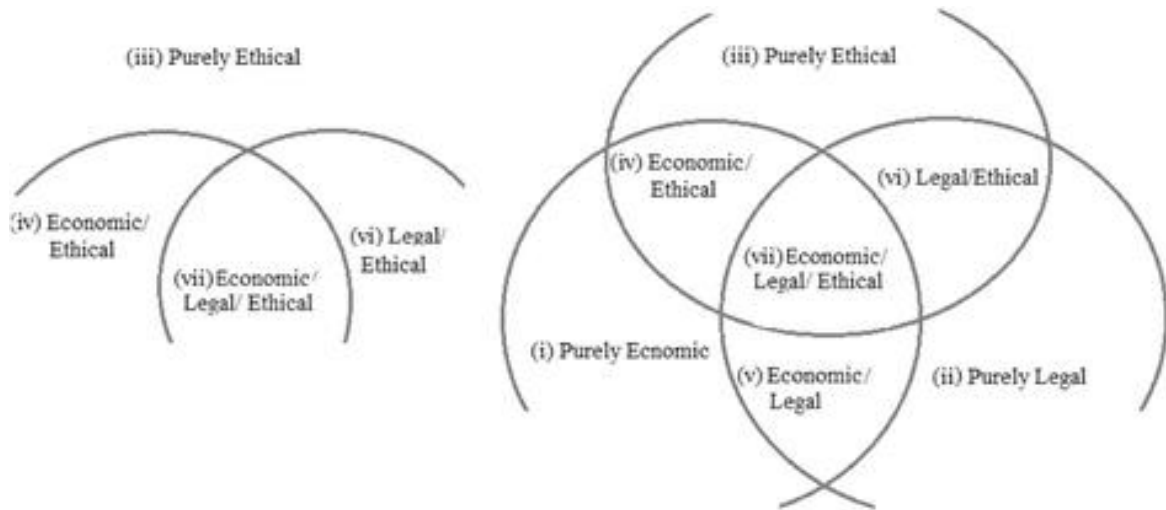 (iii) Purely Ethical
(iv) Economic/
Ethical
(vi) Legal/
Ethical
(vii) Economic/
Legal/ Ethical
(iii) Purely Ethical
(iv) Economic/
Ethical
(vi) Legal/Ethical
(vii) Economic/
Legal/ Ethical
(i) Purely Ecnomic
(v) Economic/
Legal
(ii) Purely Legal